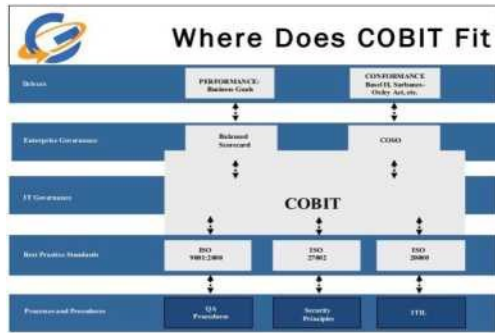 Where Does COBIT Fit
Drivers
PERFORMANCE:
Business Goals
CONFORMANCE
Basel II, Sarbanes-
Oxley Act, etc.
Enterprise Governance
Balanced
Scorecard
COSO
IT Governance
COBIT
Best Practice Standards
ISO
9001:2000
ISO
27002
ISO
20000
Processes and Procedures
QA
Procedures
Security
Principles
ITIL